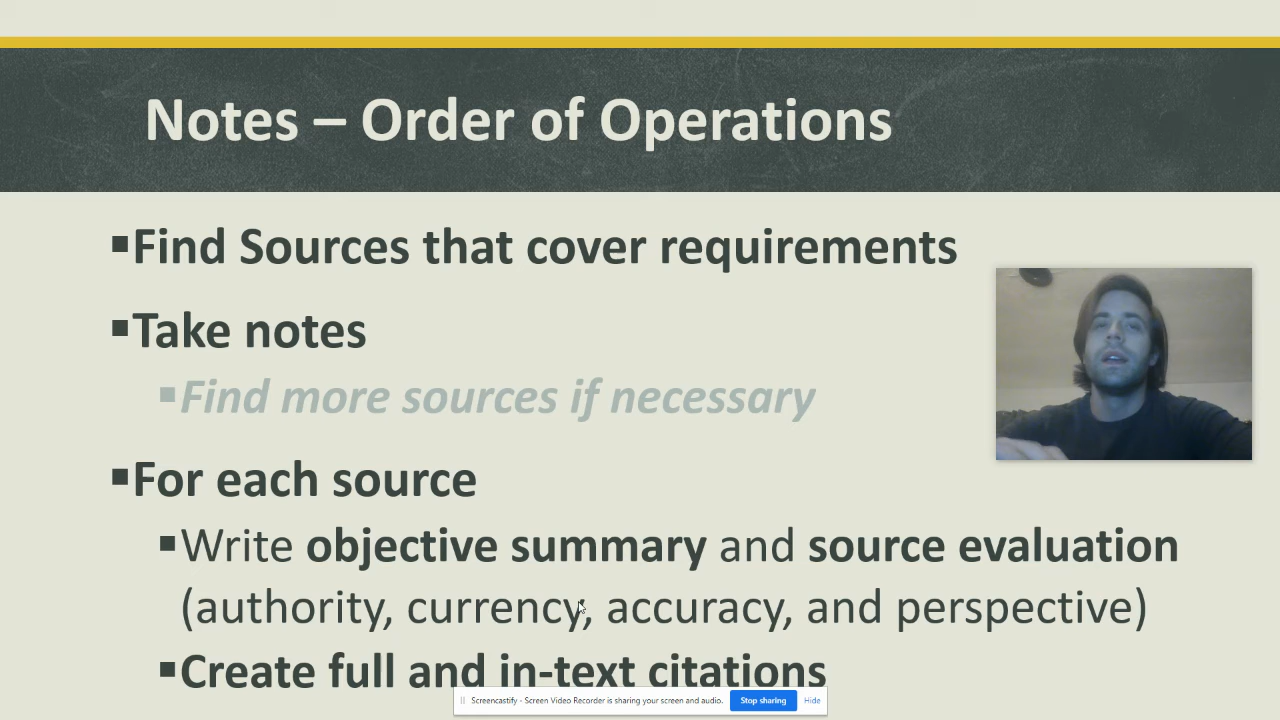 Notes – Order of Operations
▪Find Sources that cover requirements
▪Take notes
▪Find more sources if necessary
▪For each source
▪Write objective summary and source evaluation
(authority, currency, accuracy, and perspective)
▪Create full and in-text citations
Screencastify - Screen Video Recorder is sharing your screen and audio. Stop sharing Hide